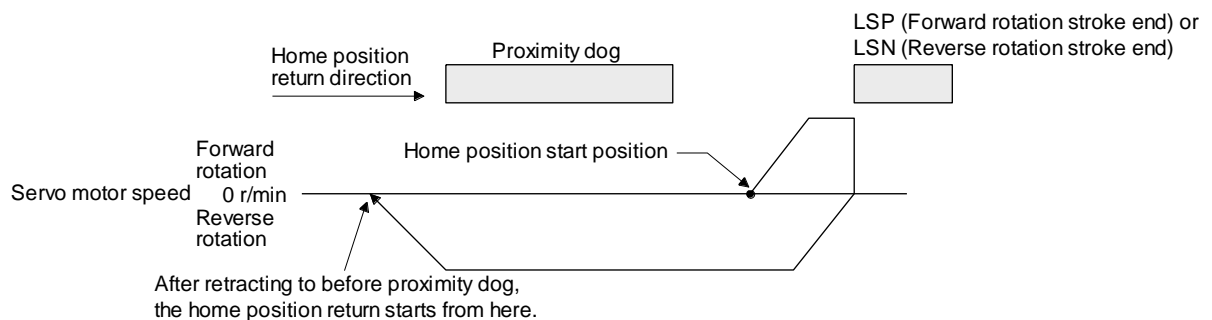 LSP (Forward rotation stroke end) or
LSN (Reverse rotation stroke end)
Home position
return direction
Proximity dog
Forward
rotation
Home position start position
Servo motor speed
0 r/min
Reverse
rotation
After retracting to before proximity dog,
the home position return starts from here.